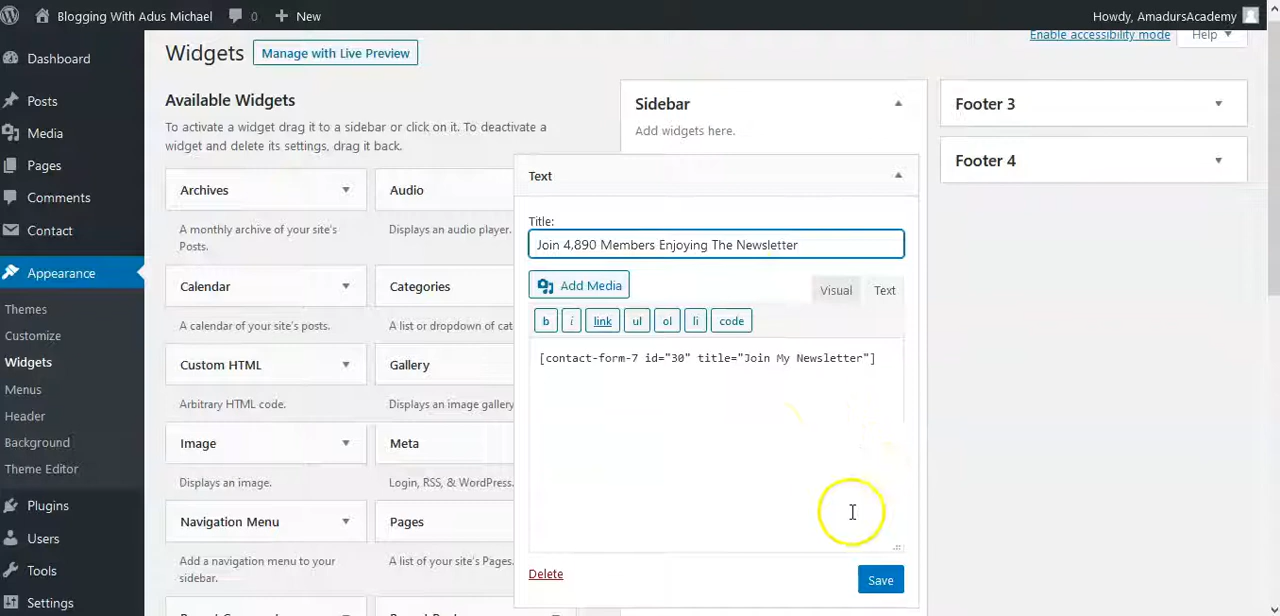 Blogging With Adus Michael 0 + New Howdy, AmadursAcademy
Dashboard
Posts
Media
Pages
Comments
Contact
Appearance
Themes
Customize
Widgets
Menus
Header
Background
Theme Editor
Plugins
Users
Tools
Settings
Enable accessibility mode Help
Widgets Manage with Live Preview
Available Widgets
To activate a widget drag it to a sidebar or click on it. To deactivate a
widget and delete its settings, drag it back.
Archives
A monthly archive of your site's
Posts.
Audio
Displays an audio player.
Calendar
A calendar of your site's posts.
Categories
A list or dropdown of cat
Custom HTML
Arbitrary HTML code.
Gallery
Displays an image gallery
Image
Displays an image.
Meta
Login, RSS, & WordPress.
Navigation Menu
Add a navigation menu to your
sidebar.
Pages
A list of your site's Pages.
Sidebar
Add widgets here.
Text
Title:
Join 4,890 Members Enjoying The Newsletter
Add Media
Visual Text
b i link ul ol li code
[contact-form-7 id="30" title="Join My Newsletter"]
Delete Save
Footer 3
Footer 4